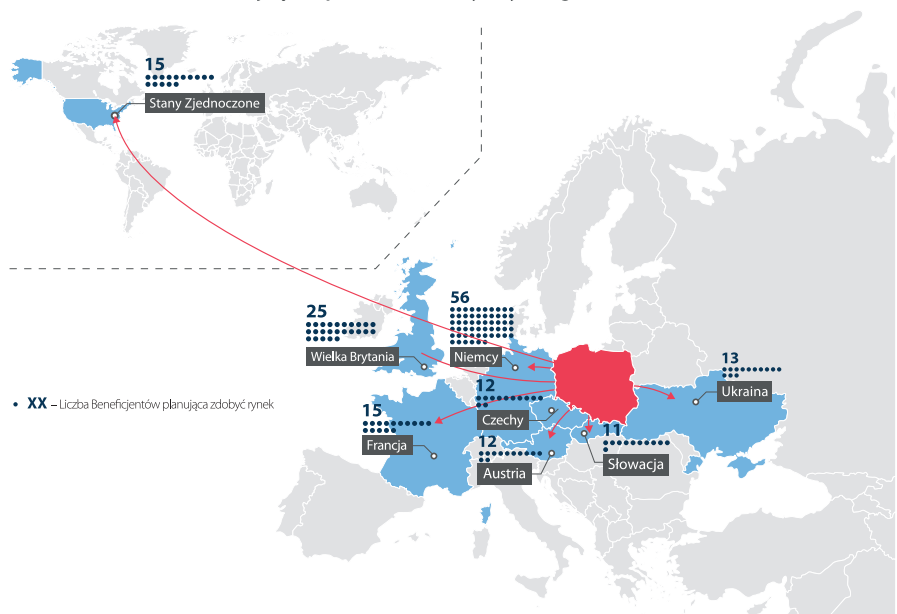 15
Stany Zjednoczone
25
Wielka Brytania
56
Niemcy
13
Ukraina
12
Czechy
• XX – Liczba Beneficjentów planująca zdobyć rynek
15
Francja
12
Austria
11
Słowacja